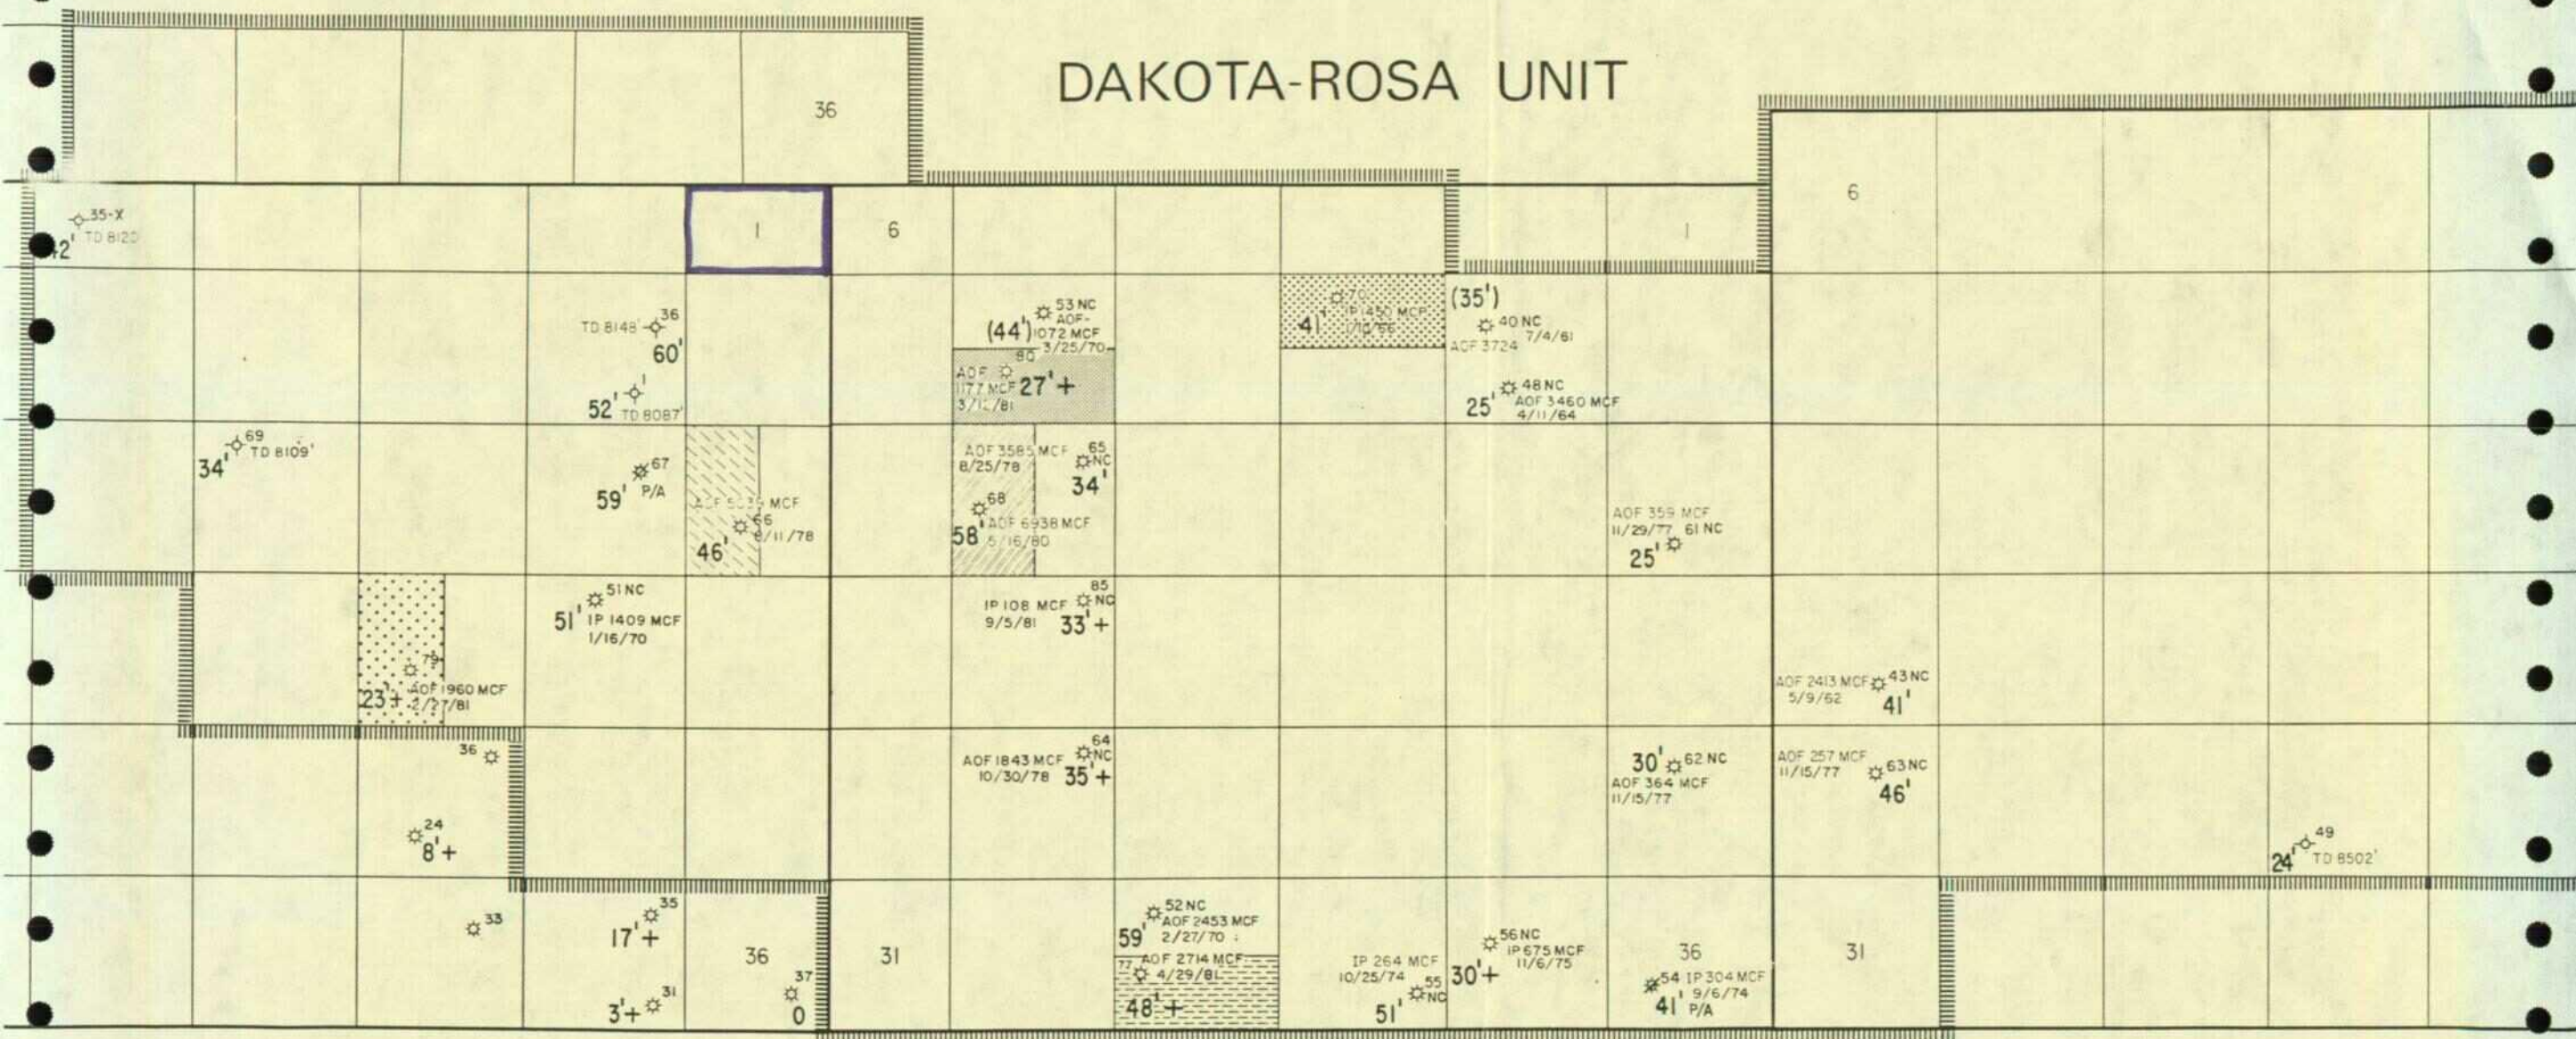 DAKOTA-ROSA UNIT
36
6
35-X
TD 8120
1
6
1
36
TD 8148'
60'
1
52' TD 8087'
53 NC
AOF-
(44') 1072 MCF
3/25/70
80
AOF
1177 MCF 27'+
70
IP 1450 MCF
41'
(35')
40 NC
7/4/61
AOF 3724
48 NC
25' AOF 3460 MCF
4/11/64
69
TD 8109'
34'
67
59' P/A
MCF
66
46'
AOF 3585 MCF
8/25/78
65
NC
34'
68
AOF 6938 MCF
58' 5/16/80
AOF 359 MCF
11/29/77 61 NC
25'
51 NC
51' IP 1409 MCF
1/16/70
79
23'+ AOF 1960 MCF
2/27/81
85
IP 108 MCF NC
9/5/81 33'+
AOF 2413 MCF 43 NC
5/9/62 41'
36
24
8'+
64
AOF 1843 MCF NC
10/30/78 35'+
30' 62 NC
AOF 364 MCF
11/15/77
AOF 257 MCF
11/15/77 63 NC
46'
49
24' TD 8502'
33
35
17'+
31
3'+
36
37
0
31
52 NC
AOF 2453 MCF
59' 2/27/70
77 AOF 2714 MCF
4/29/81
48'+
IP 264 MCF
10/25/74 55
NC
51'
56 NC
IP 675 MCF
30'+ 11/6/75
36
54 IP 304 MCF
41' 9/6/74
P/A
31